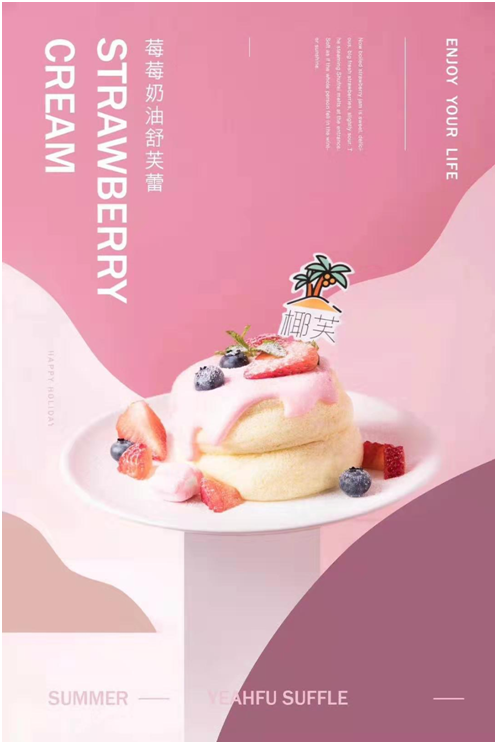 ENJOY YOUR LIFE
莓莓奶油舒芙蕾
STRAWBERRY
CREAM
椰芙
HAPPY HOLIDAY
SUMMER
YEAHFU SUFFLE